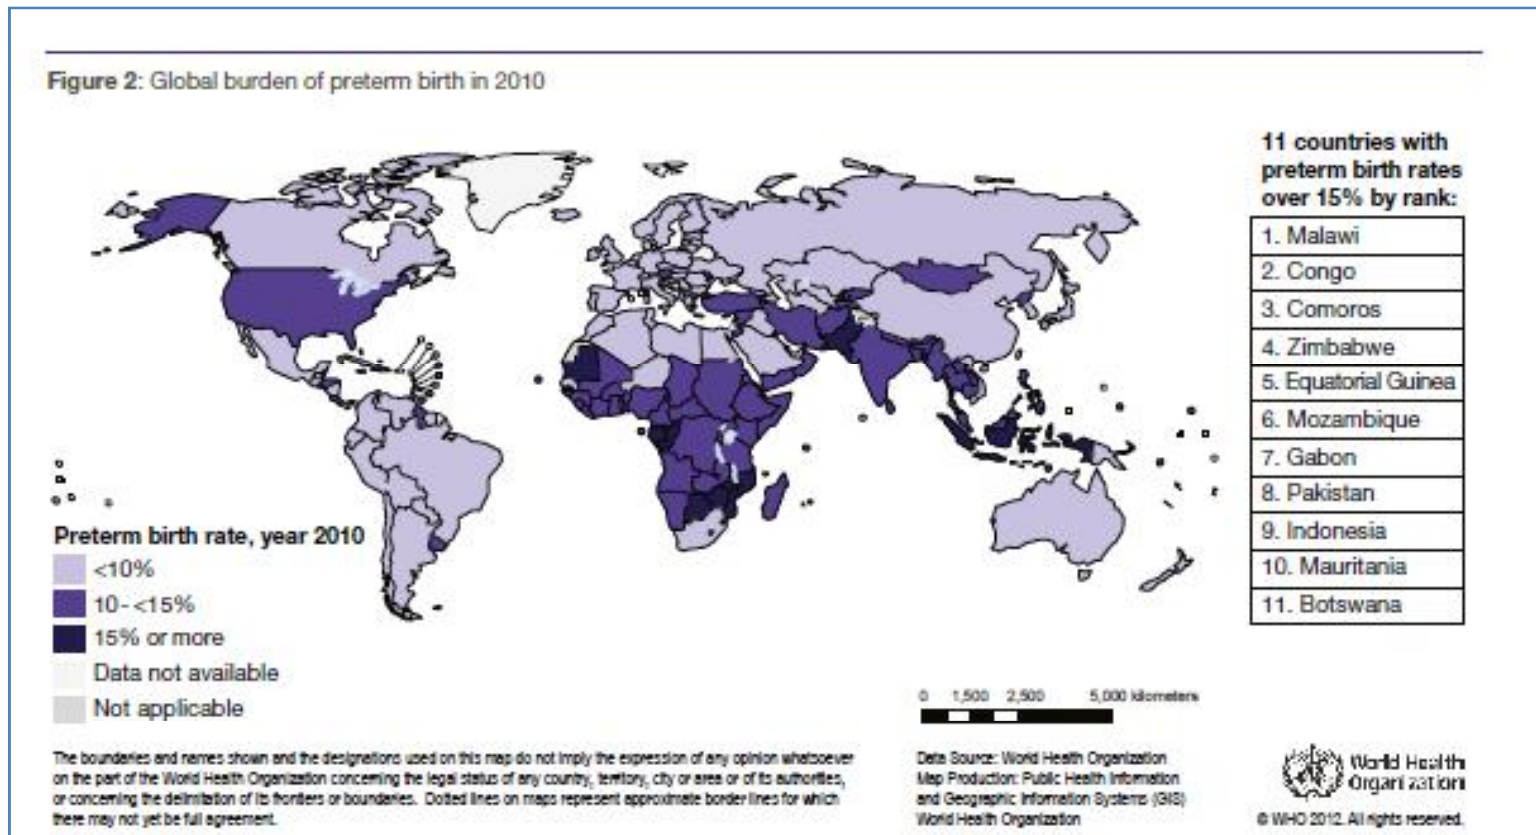 Figure 2: Global burden of preterm birth in 2010
11 countries with
preterm birth rates
over 15% by rank:
1. Malawi
2. Congo
3. Comoros
4. Zimbabwe
5. Equatorial Guinea
6. Mozambique
7. Gabon
8. Pakistan
9. Indonesia
10. Mauritania
11. Botswana
Preterm birth rate, year 2010
<10%
10-<15%
15% or more
Data not available
Not applicable
0 1,500 2,500 5,000 kilometers
The boundaries and names shown and the designations used on this map do not imply the expression of any opinion whatsoever
on the part of the World Health Organization concerning the legal status of any country, territory, city or area or of its authorities,
or concerning the delimitation of its frontiers or boundaries. Dotted lines on maps represent approximate border lines for which
there may not yet be full agreement.
Data Source: World Health Organization
Map Production: Public Health Information
and Geographic Information Systems (GIS)
World Health Organization
World Health
Organization
© WHO 2012. All rights reserved.